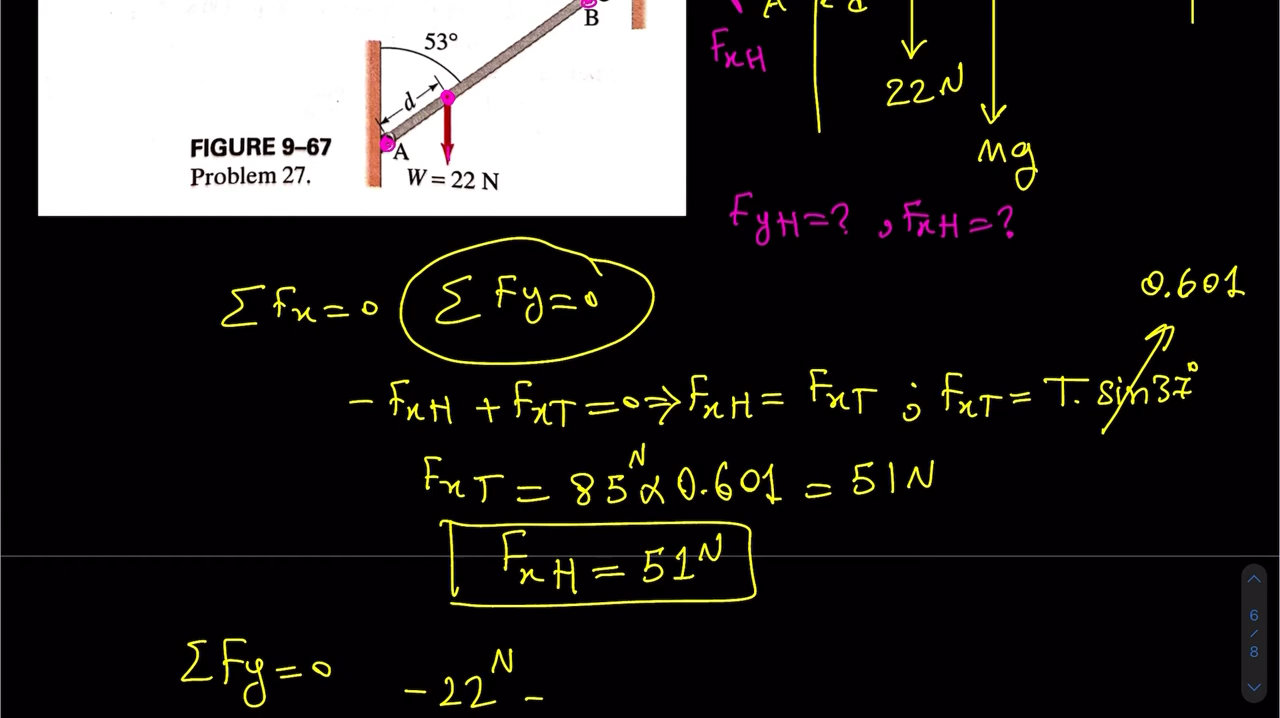 B
53°
d
A
FIGURE 9–67
Problem 27.
W = 22 N
A d
FxH
22 N
Mg
FyH=? , FxH=?
ΣFx=0 ΣFy=0
0.601
-FxH + FxT=0⇒FxH= FxT ; FxT= T. sin37°
FxT = 85N x 0.601 = 51N
FxH = 51N
ΣFy=0 -22N -
6
/
8